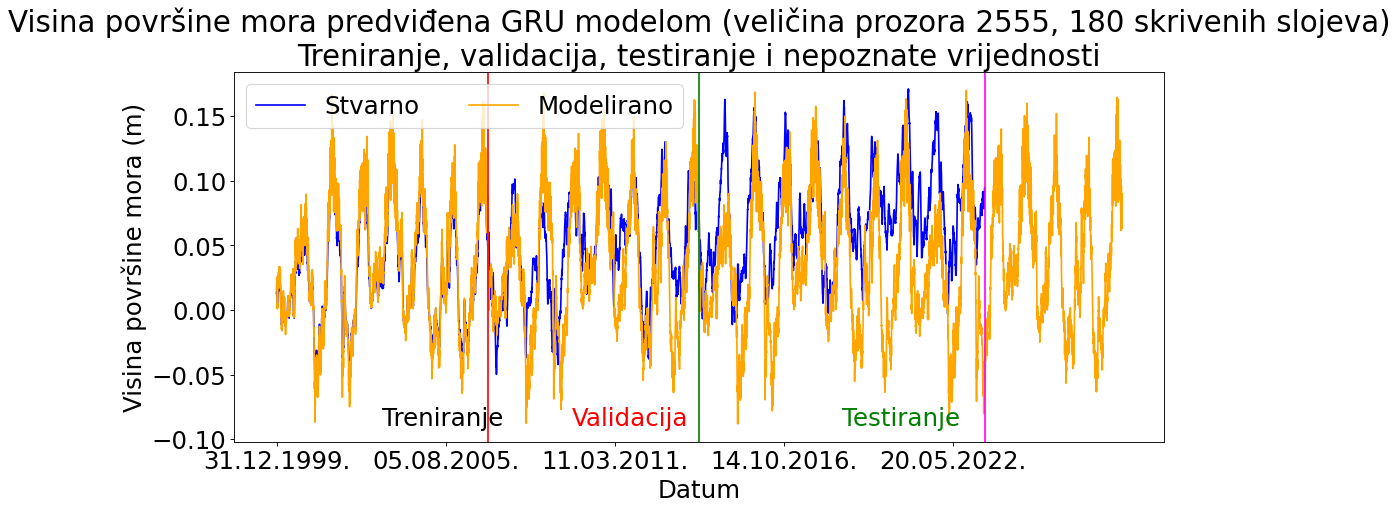 Visina površine mora predviđena GRU modelom (veličina prozora 2555, 180 skrivenih slojeva)
Treniranje, validacija, testiranje i nepoznate vrijednosti
Stvarno
Modelirano
Visina površine mora (m)
0.15
0.10
0.05
0.00
−0.05
−0.10
Treniranje
Validacija
Testiranje
31.12.1999.
05.08.2005.
11.03.2011.
14.10.2016.
20.05.2022.
Datum